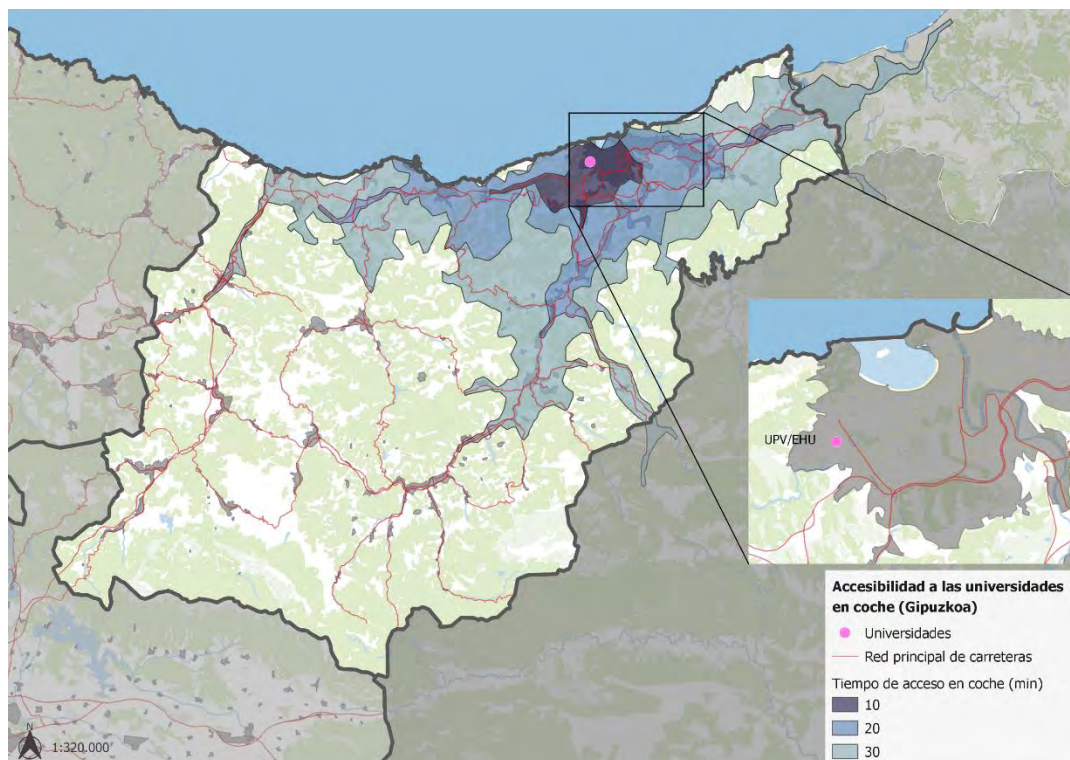 UPV/EHU
Accesibilidad a las universidades
en coche (Gipuzkoa)
Universidades
Red principal de carreteras
Tiempo de acceso en coche (min)
10
20
30
N
1:320.000